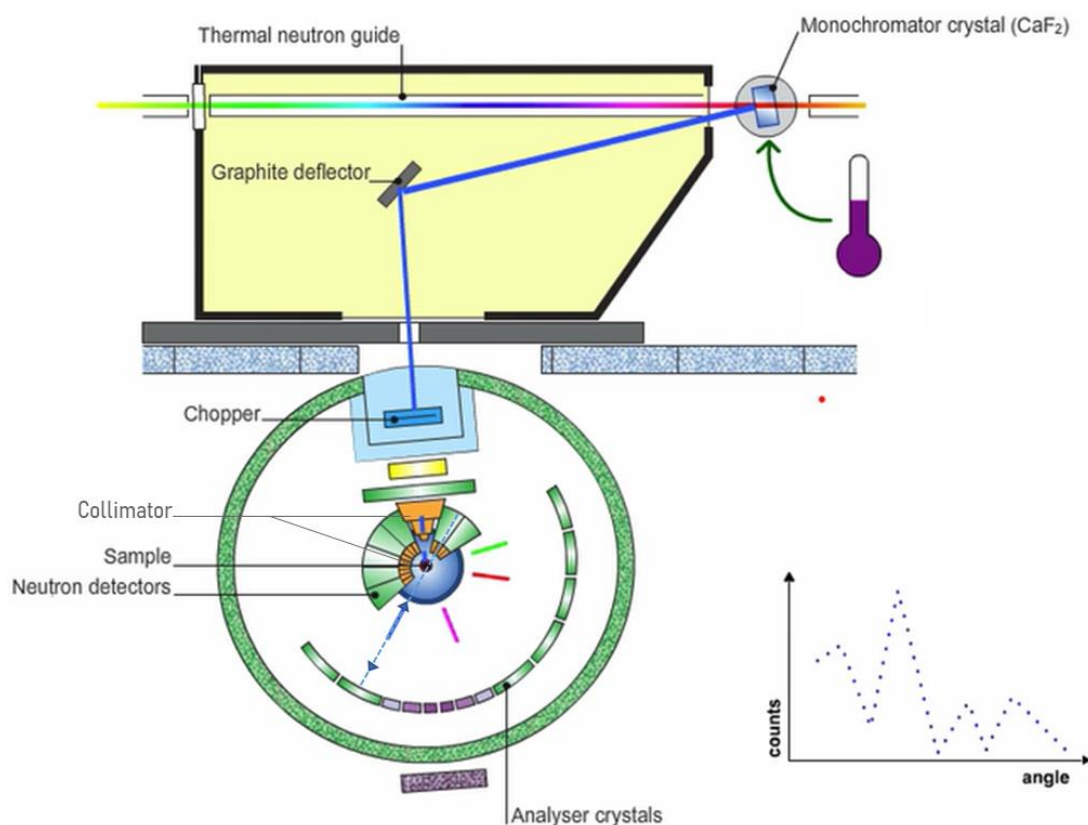 Monochromator crystal (CaF₂)
Thermal neutron guide
Graphite deflector
Chopper
Collimator
Sample
Neutron detectors
counts
angle
Analyser crystals